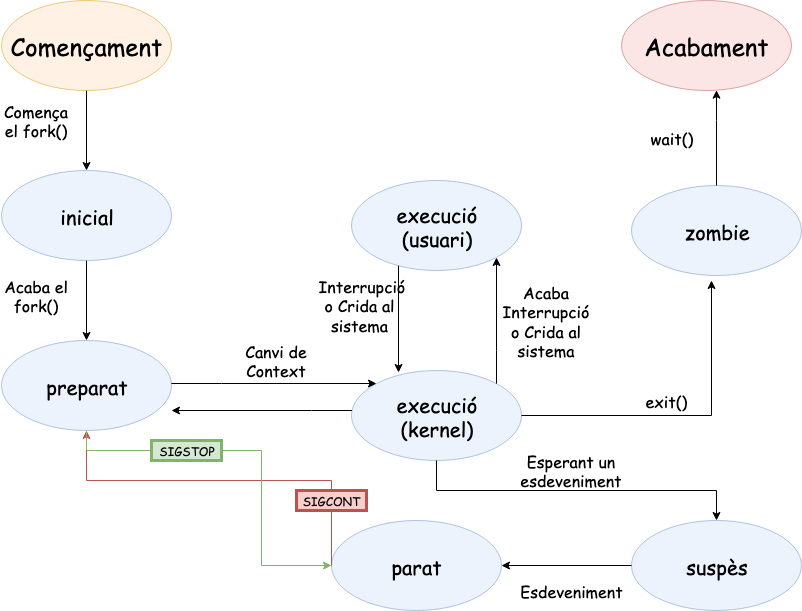 Començament
Acabament
Comença
el fork()
wait()
inicial
execució
(usuari)
zombie
Acaba el
fork()
Interrupció
o Crida al
sistema
Acaba
Interrupció
o Crida al
sistema
Canvi de
Context
preparat
execució
(kernel)
exit()
SIGSTOP
Esperant un
esdeveniment
SIGCONT
parat
suspès
Esdeveniment